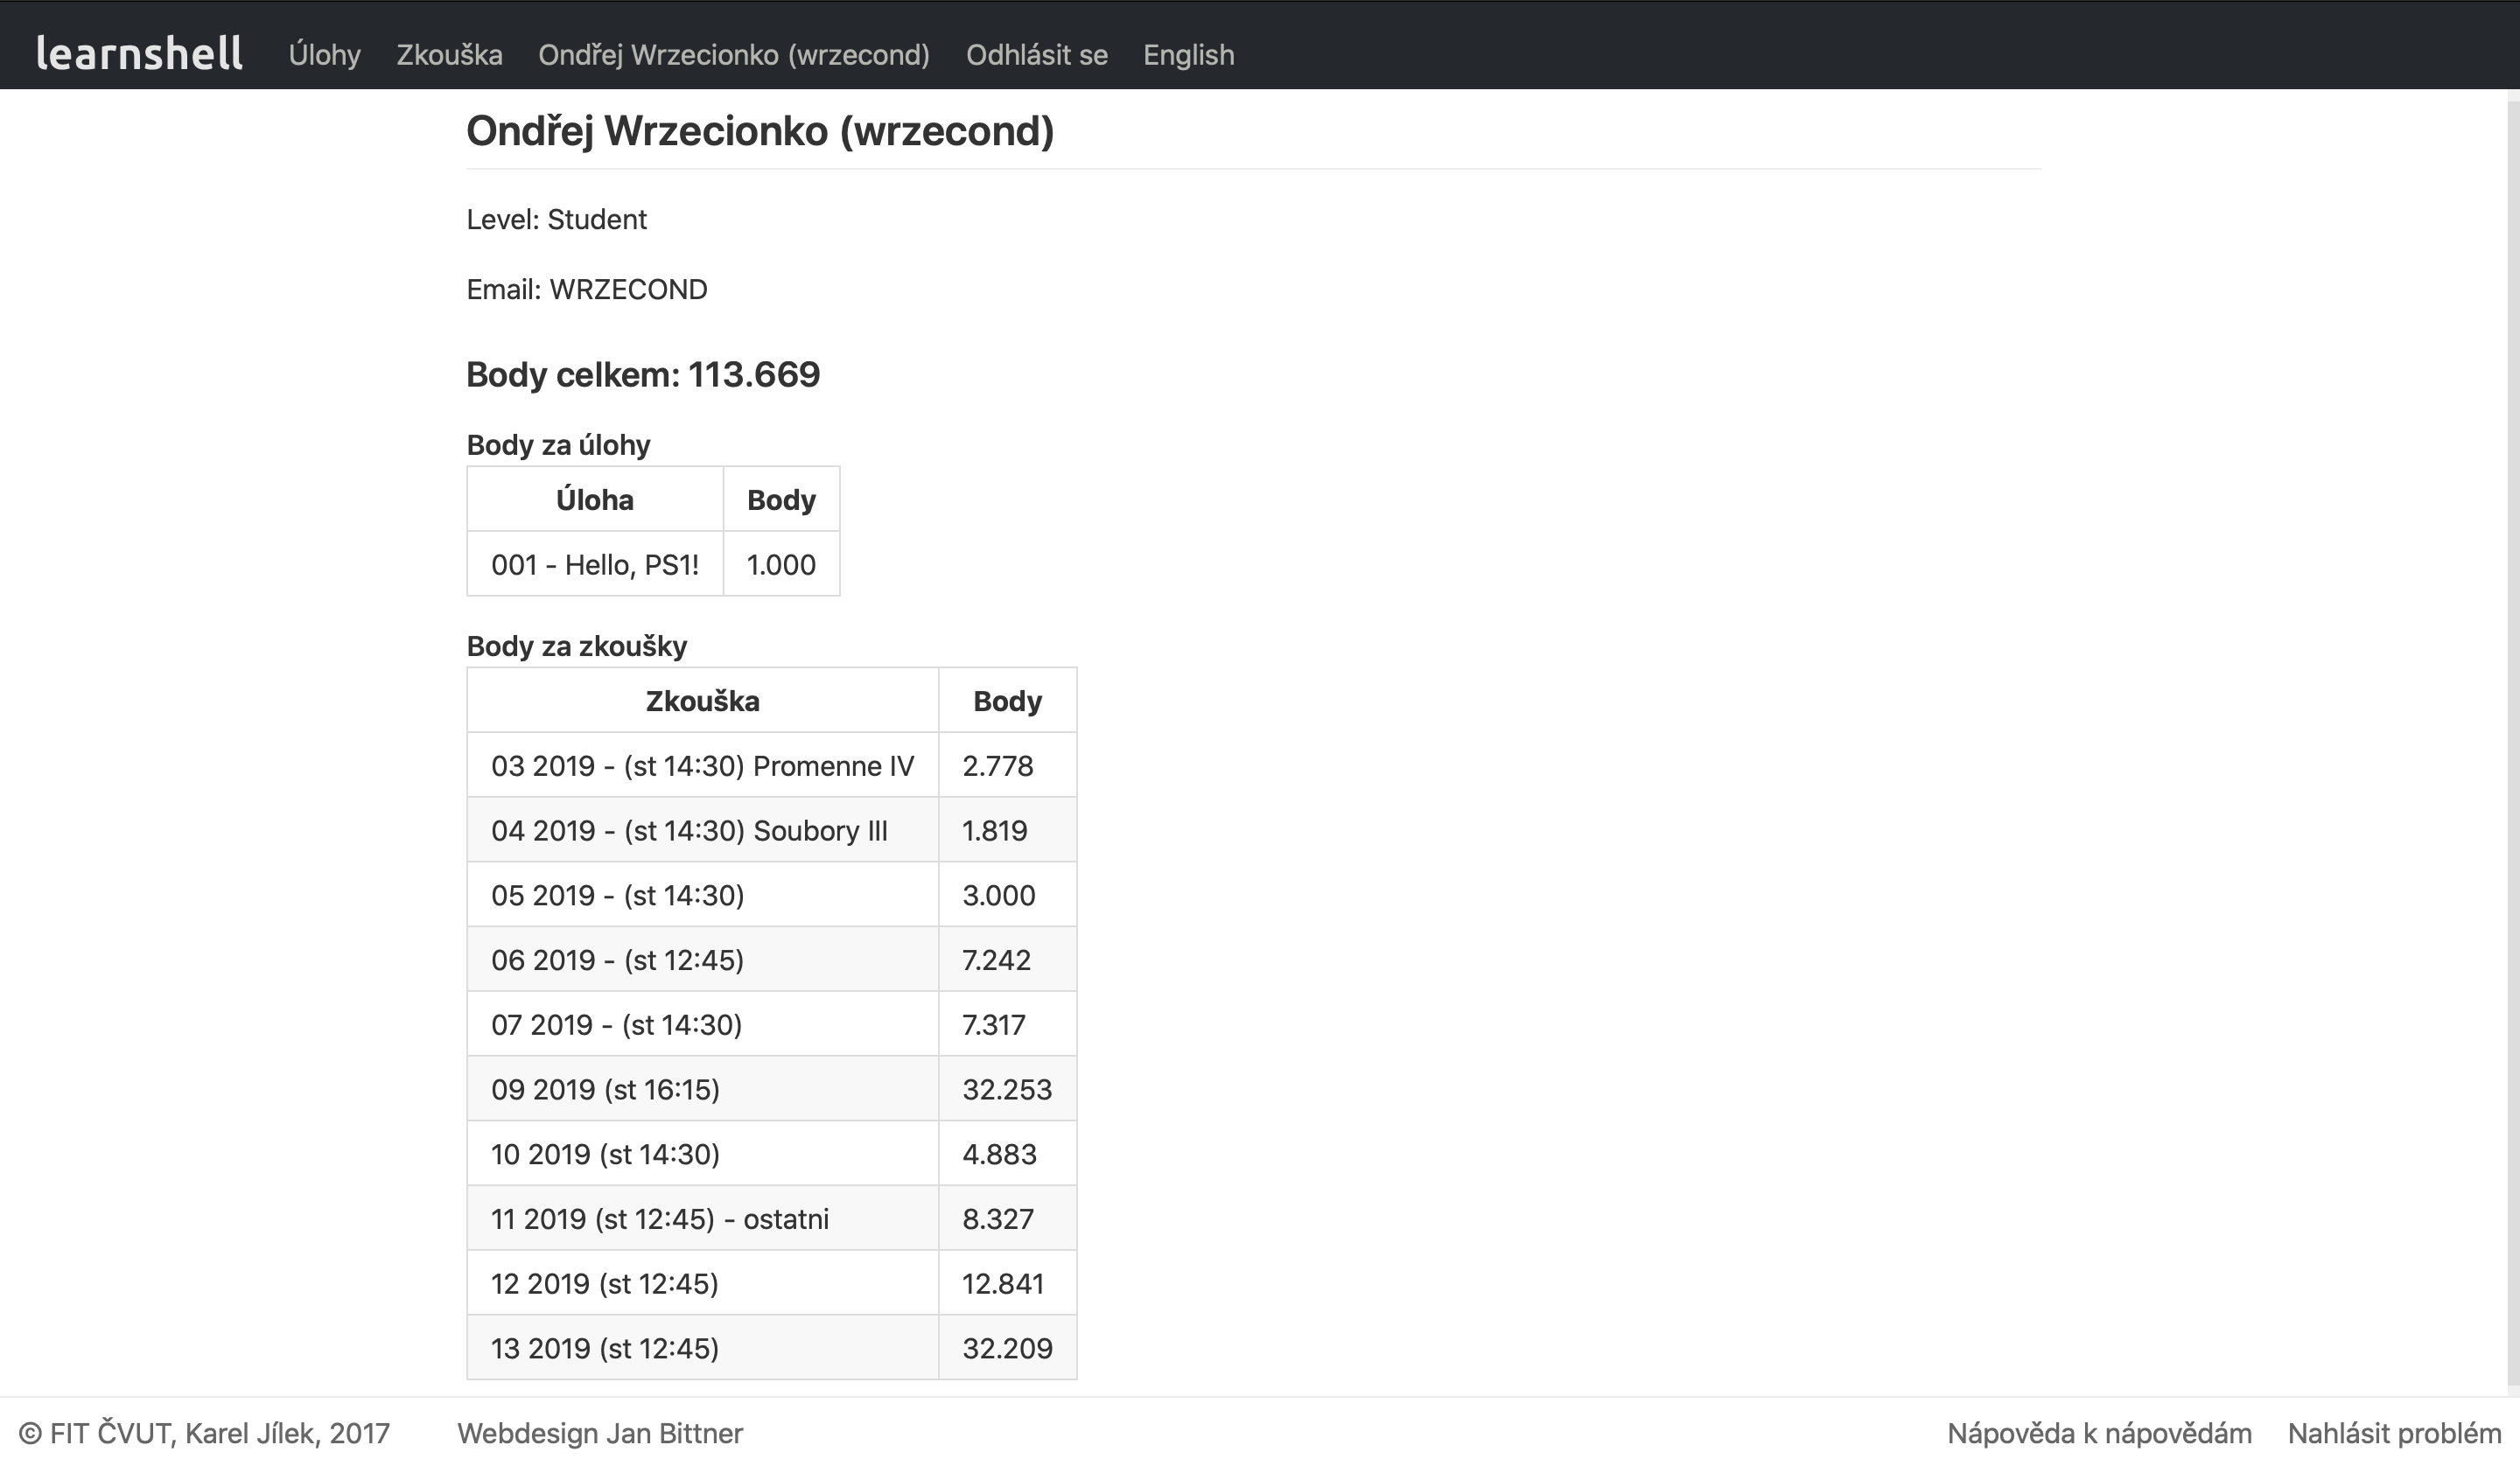 learnshell Úlohy Zkouška Ondřej Wrzecionko (wrzecond) Odhlásit se English
Ondřej Wrzecionko (wrzecond)
Level: Student
Email: WRZECOND
Body celkem: 113.669
Body za úlohy
Úloha Body
001 - Hello, PS1! 1.000
Body za zkoušky
Zkouška Body
03 2019 - (st 14:30) Promenne IV 2.778
04 2019 - (st 14:30) Soubory III 1.819
05 2019 - (st 14:30) 3.000
06 2019 - (st 12:45) 7.242
07 2019 - (st 14:30) 7.317
09 2019 (st 16:15) 32.253
10 2019 (st 14:30) 4.883
11 2019 (st 12:45) - ostatni 8.327
12 2019 (st 12:45) 12.841
13 2019 (st 12:45) 32.209
© FIT ČVUT, Karel Jílek, 2017 Webdesign Jan Bittner Nápověda k nápovědám Nahlásit problém